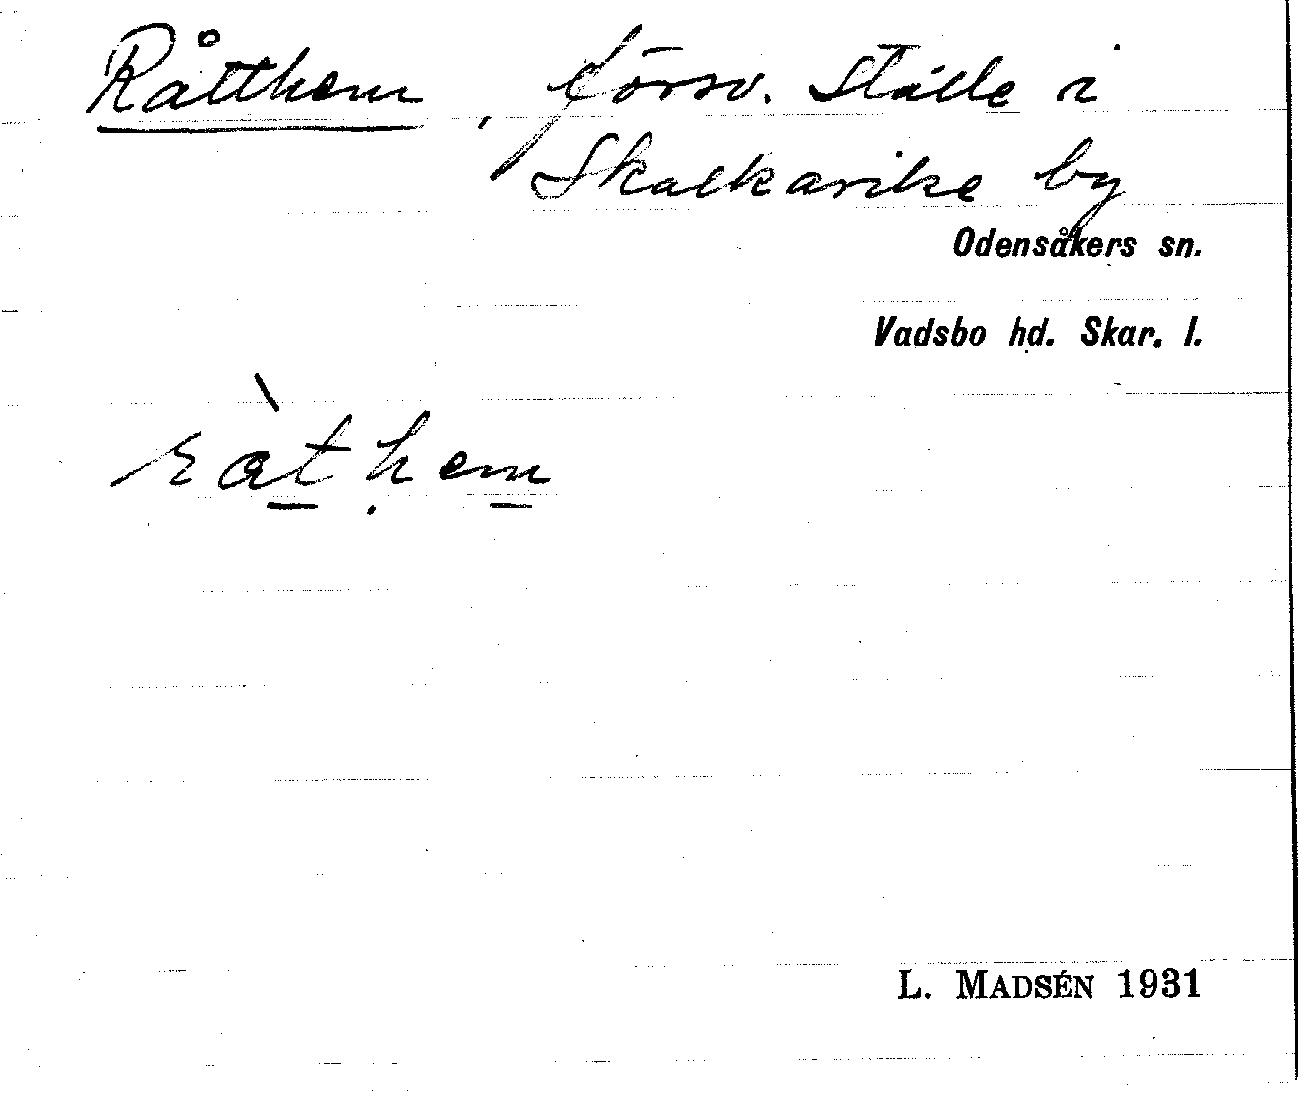 Råtthem, försv. ställe i
Skalkarike by
Odensåkers sn.
Vadsbo hd. Skar. l.
ràthem
L. MADSÉN 1931